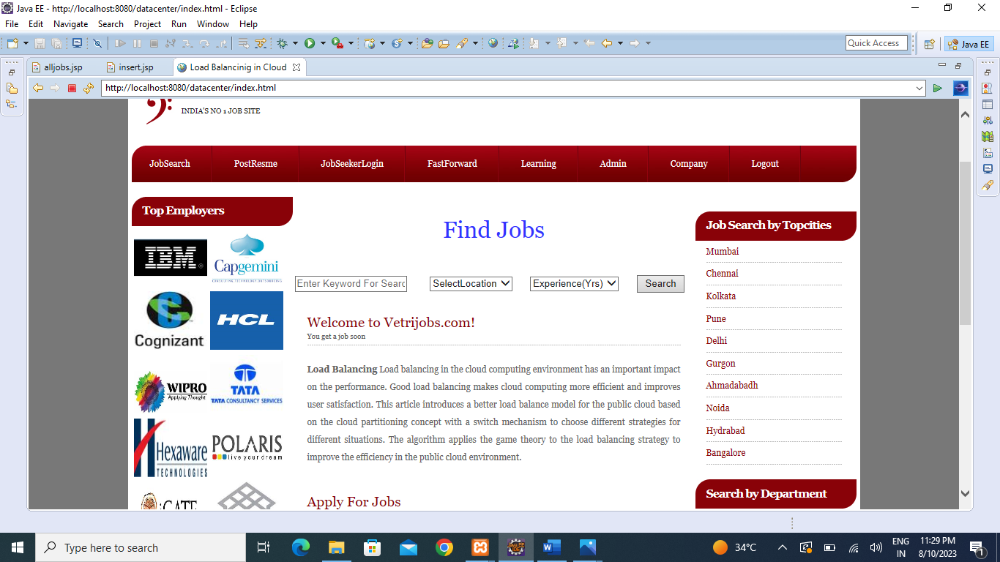 Java EE - http://localhost:8080/datacenter/index.html - Eclipse
File Edit Navigate Search Project Run Window Help
Quick Access
Java EE
alljobs.jsp
insert.jsp
Load Balancinig in Cloud
http://localhost:8080/datacenter/index.html
INDIA'S NO 1 JOB SITE
JobSearch PostResme JobSeekerLogin FastForward Learning Admin Company Logout
Top Employers
IBM
Capgemini
CONSULTING.TECHNOLOGY.OUTSOURCING
Cognizant
HCL
WIPRO
Applying Thought
TATA
TATA CONSULTANCY SERVICES
Hexaware
TECHNOLOGIES
POLARIS
live your dream
iGATE
Find Jobs
Enter Keyword For Searc
SelectLocation
Experience(Yrs)
Search
Welcome to Vetrijobs.com!
You get a job soon
Load Balancing Load balancing in the cloud computing environment has an important impact
on the performance. Good load balancing makes cloud computing more efficient and improves
user satisfaction. This article introduces a better load balance model for the public cloud based
on the cloud partitioning concept with a switch mechanism to choose different strategies for
different situations. The algorithm applies the game theory to the load balancing strategy to
improve the efficiency in the public cloud environment.
Apply For Jobs
Job Search by Topcities
Mumbai
Chennai
Kolkata
Pune
Delhi
Gurgon
Ahmadabadh
Noida
Hydrabad
Bangalore
Search by Department
Type here to search
34°C
ENG
IN
11:29 PM
8/10/2023
1